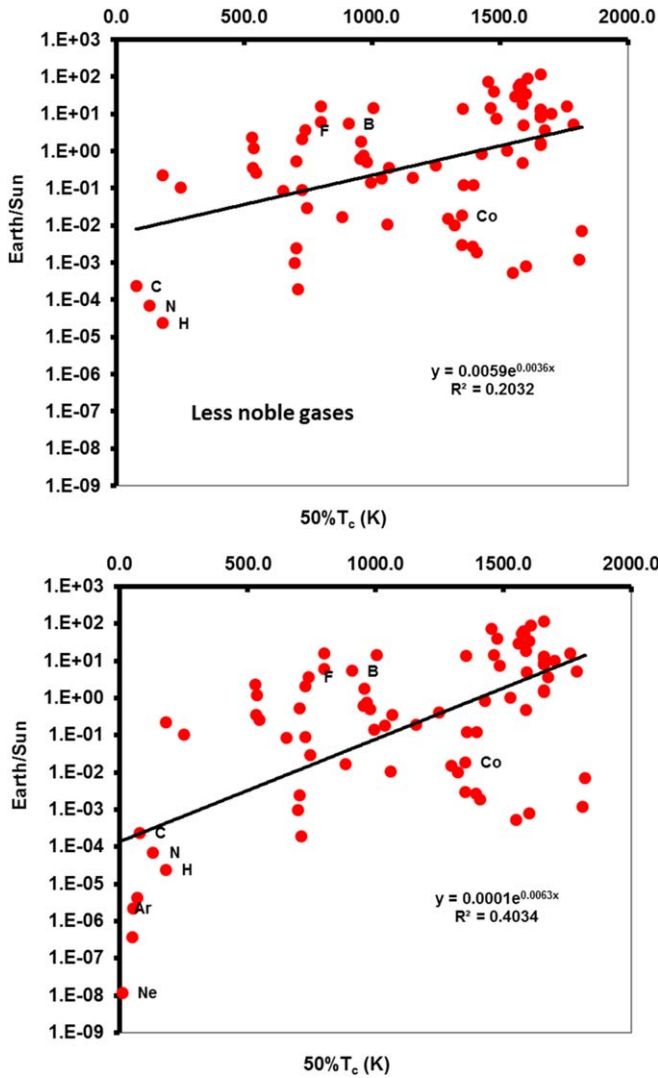 0.0 500.0 1000.0 1500.0 2000.0
1.E+03
1.E+02
1.E+01
1.E+00
1.E-01
1.E-02
1.E-03
1.E-04
1.E-05
1.E-06
1.E-07
1.E-08
1.E-09
Earth/Sun
F
B
Co
C
N
H
y = 0.0059e^0.0036x
R² = 0.2032
Less noble gases
50%Tc (K)
0.0 500.0 1000.0 1500.0 2000.0
1.E+03
1.E+02
1.E+01
1.E+00
1.E-01
1.E-02
1.E-03
1.E-04
1.E-05
1.E-06
1.E-07
1.E-08
1.E-09
Earth/Sun
F
B
Co
C
N
H
Ar
Ne
y = 0.0001e^0.0063x
R² = 0.4034
50%Tc (K)